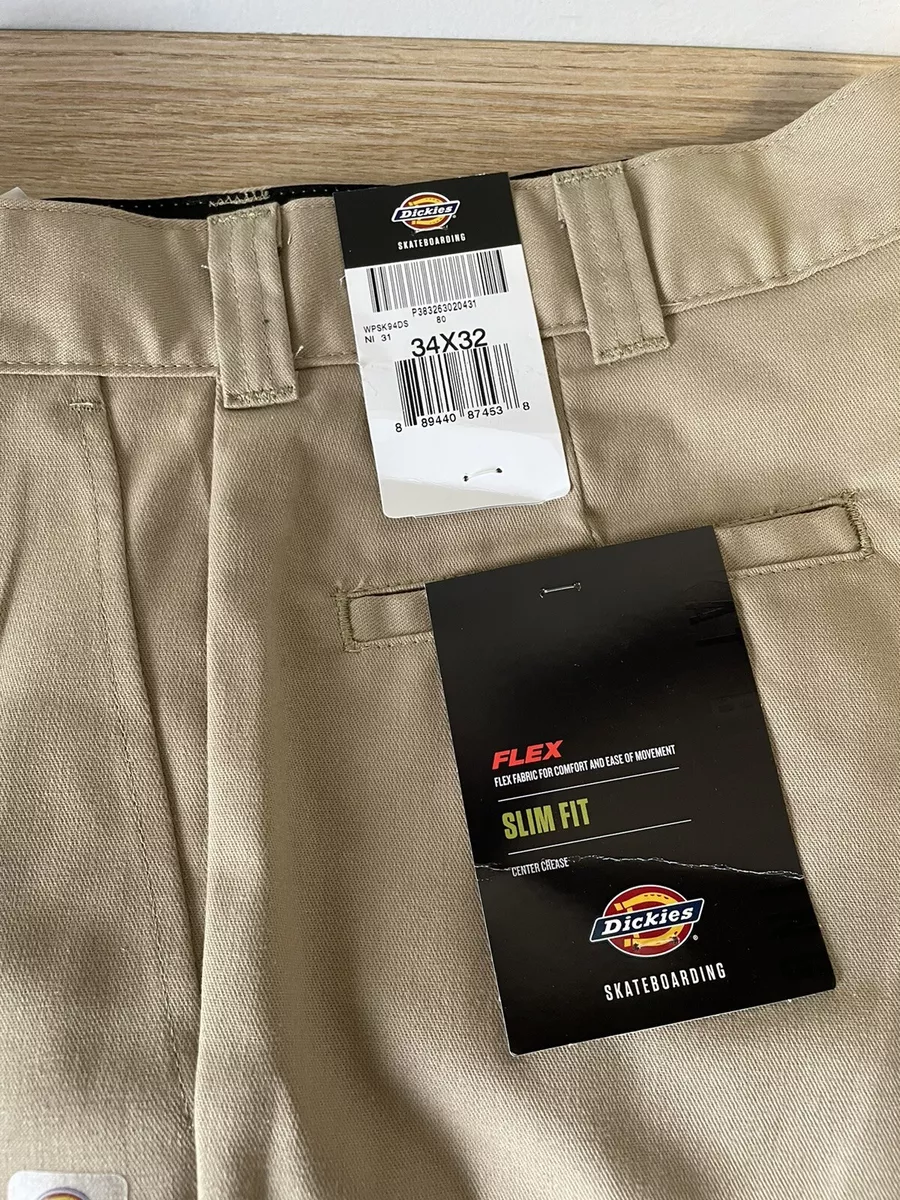 Dickies
SKATEBOARDING
P383263020431
WPSK94DS 80
NI 31
34X32
8 89440 87453 8
FLEX
FLEX FABRIC FOR COMFORT AND EASE OF MOVEMENT
SLIM FIT
CENTER CREASE
Dickies®
SKATEBOARDING